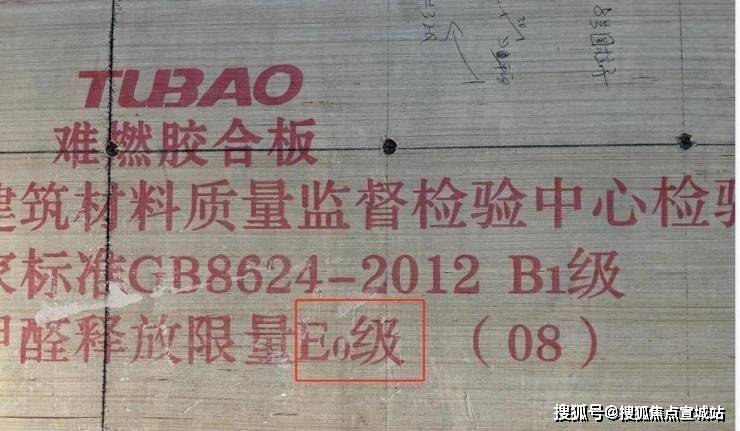 TUBAO
难燃胶合板
建筑材料质量监督检验中心检验
家标准GB8624-2012 B1级
甲醛释放限量E0级 (08)
搜狐号@搜狐焦点宣城站